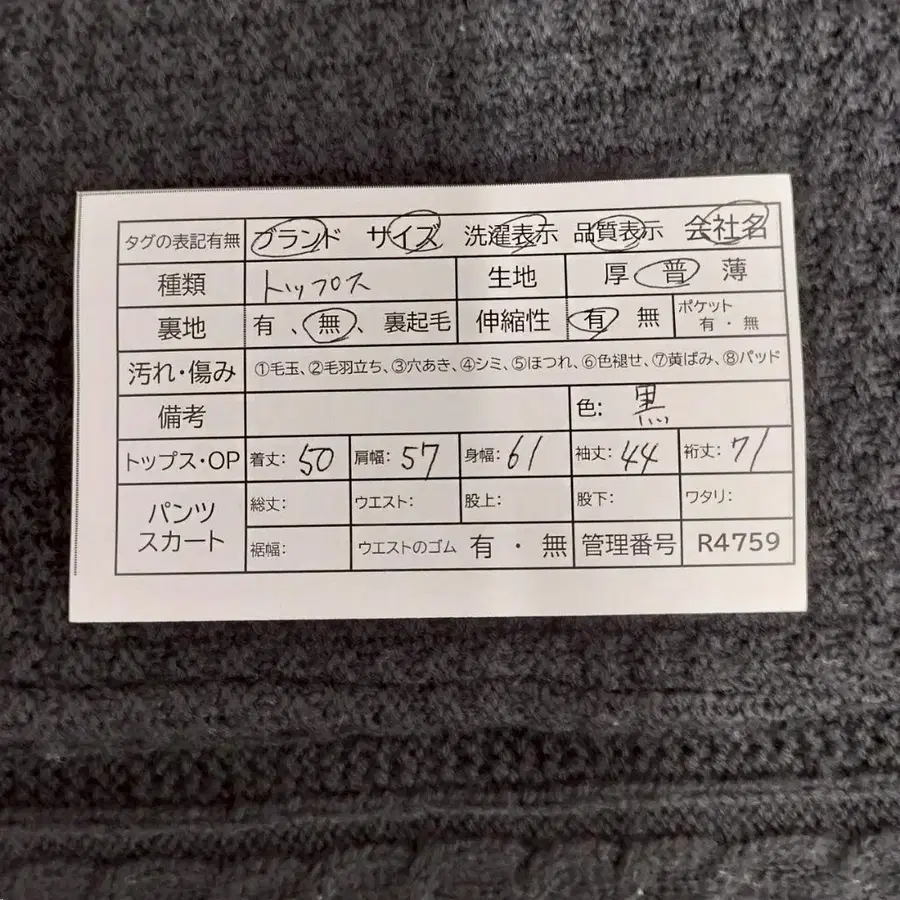 タグの表記有無 ブランド サイズ 洗濯表示 品質表示 会社名
種類 トップス 生地 厚 普 薄
裏地 有 、無、 裏起毛 伸縮性 有 無 ポケット 有・無
汚れ・傷み ①毛玉、②毛羽立ち、③穴あき、④シミ、⑤ほつれ、⑥色褪せ、⑦黄ばみ、⑧パッド
備考 色: 黒
トップス・OP 着丈: 50 肩幅: 57 身幅: 61 袖丈: 44 裄丈: 71
パンツ スカート 総丈: ウエスト: 股上: 股下: ワタリ:
裾幅: ウエストのゴム 有・無 管理番号 R4759